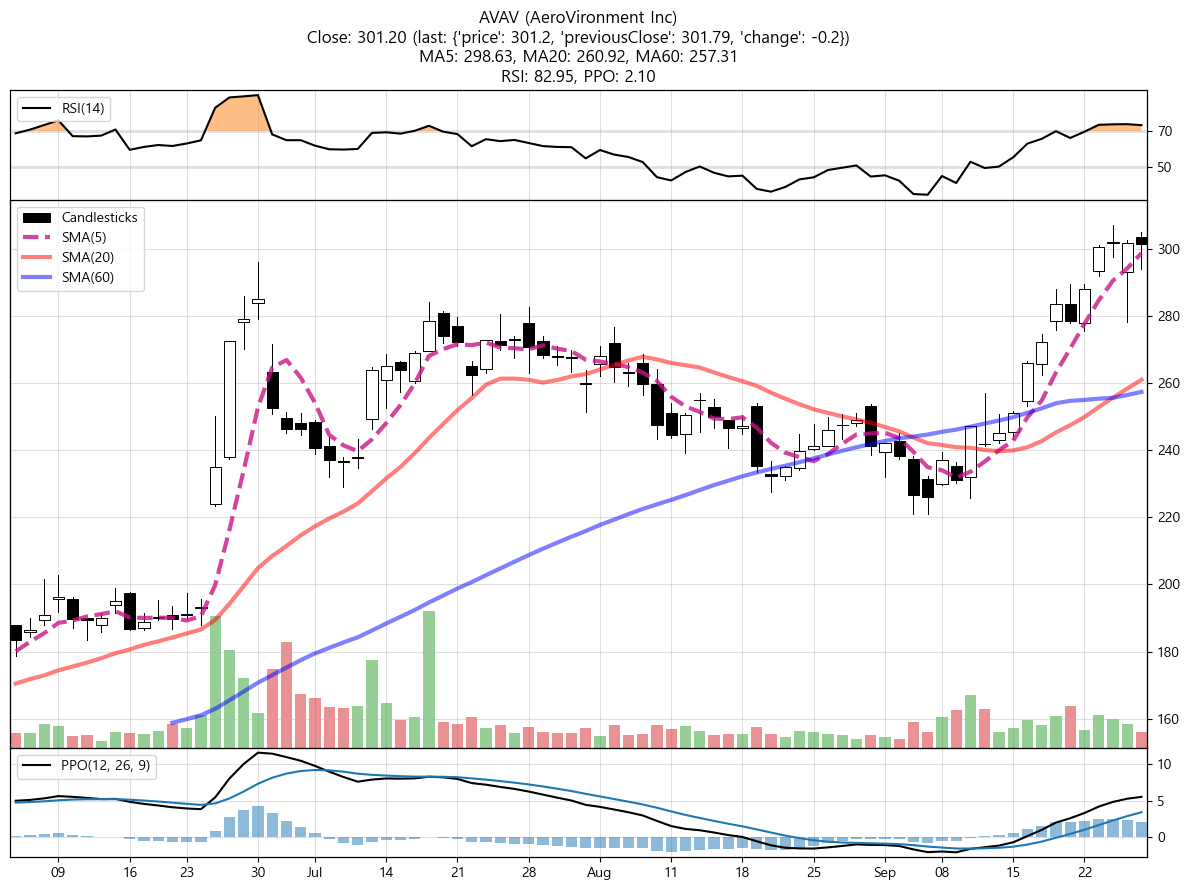 AVAV (AeroVironment Inc)
Close: 301.20 (last: {'price': 301.2, 'previousClose': 301.79, 'change': -0.2})
MA5: 298.63, MA20: 260.92, MA60: 257.31
RSI: 82.95, PPO: 2.10
RSI(14)
70
50
Candlesticks
SMA(5)
SMA(20)
SMA(60)
300
280
260
240
220
200
180
160
PPO(12, 26, 9)
10
5
0
09 16 23 30 Jul 14 21 28 Aug 11 18 25 Sep 08 15 22